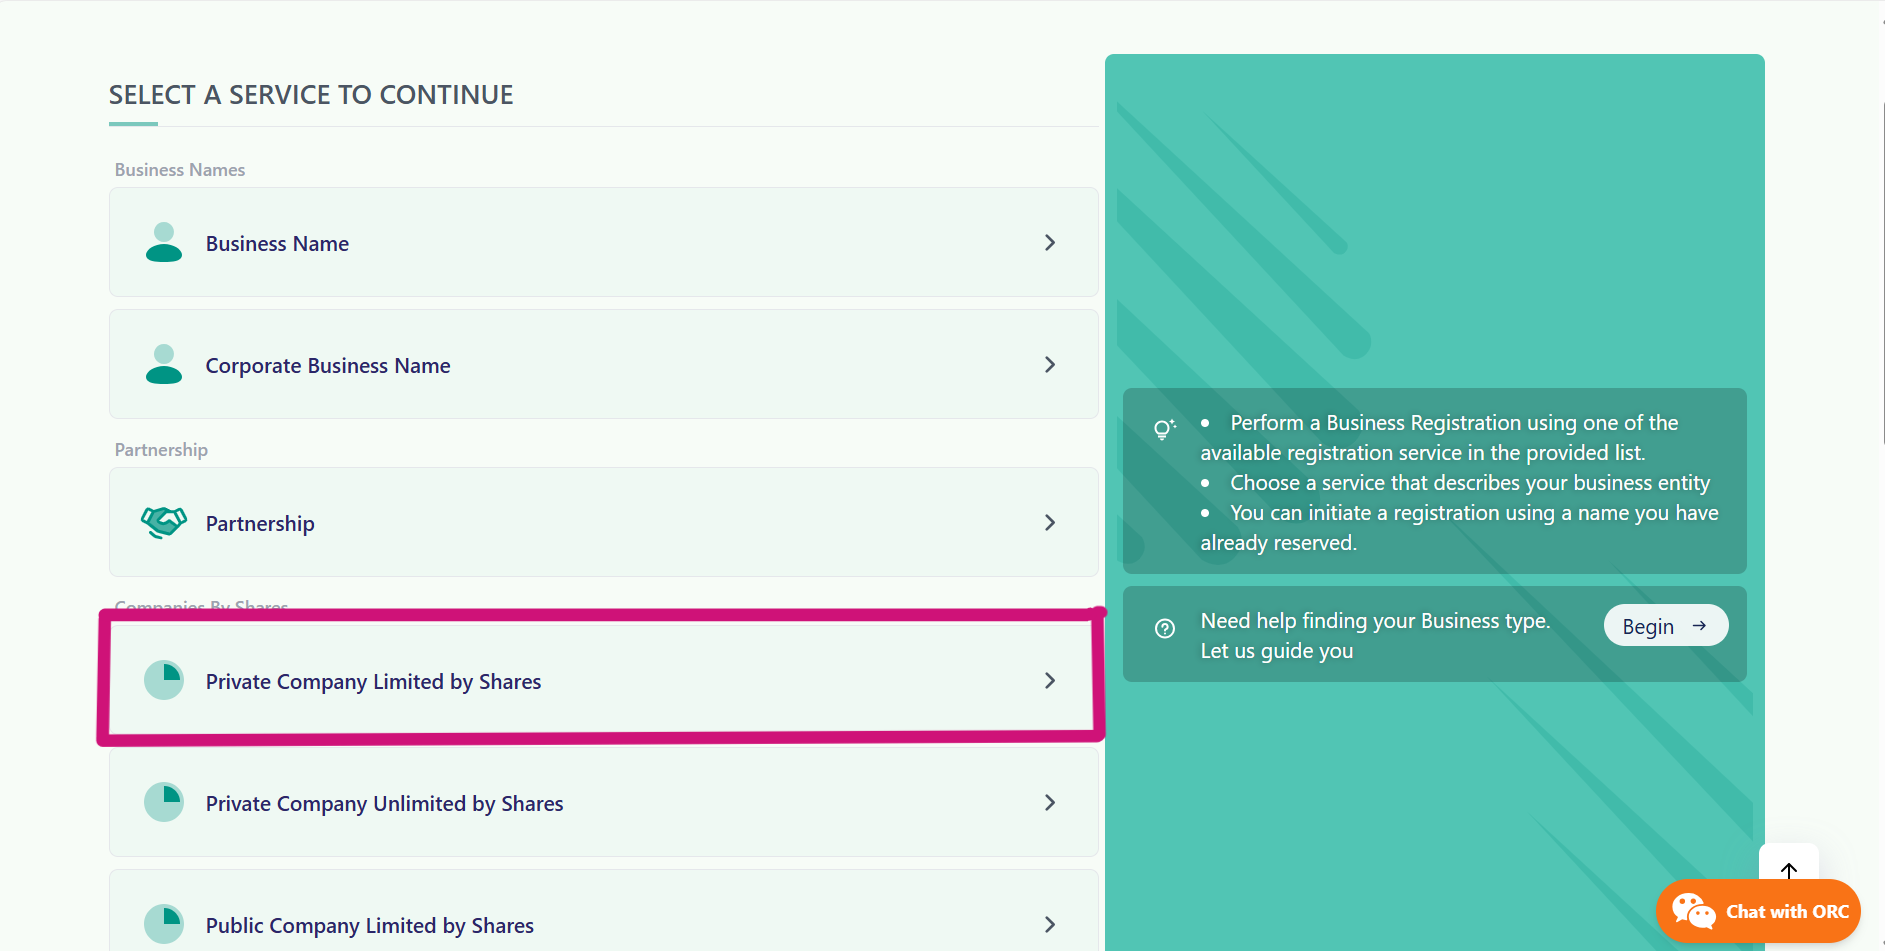 SELECT A SERVICE TO CONTINUE
Business Names
Business Name
Corporate Business Name
Partnership
Partnership
Companies By Shares
Private Company Limited by Shares
Private Company Unlimited by Shares
Public Company Limited by Shares
• Perform a Business Registration using one of the
available registration service in the provided list.
• Choose a service that describes your business entity
• You can initiate a registration using a name you have
already reserved.
Need help finding your Business type.
Let us guide you
Begin →
Chat with ORC